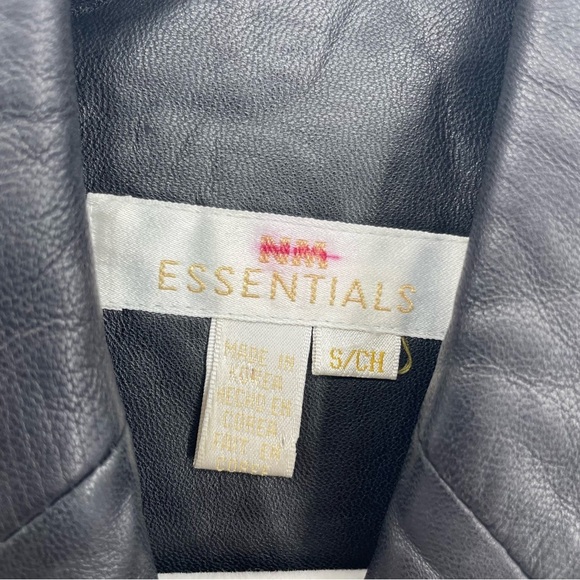 NM
ESSENTIALS
S/CH
MADE IN
KOREA
HECHO EN
COREA
FAIT EN